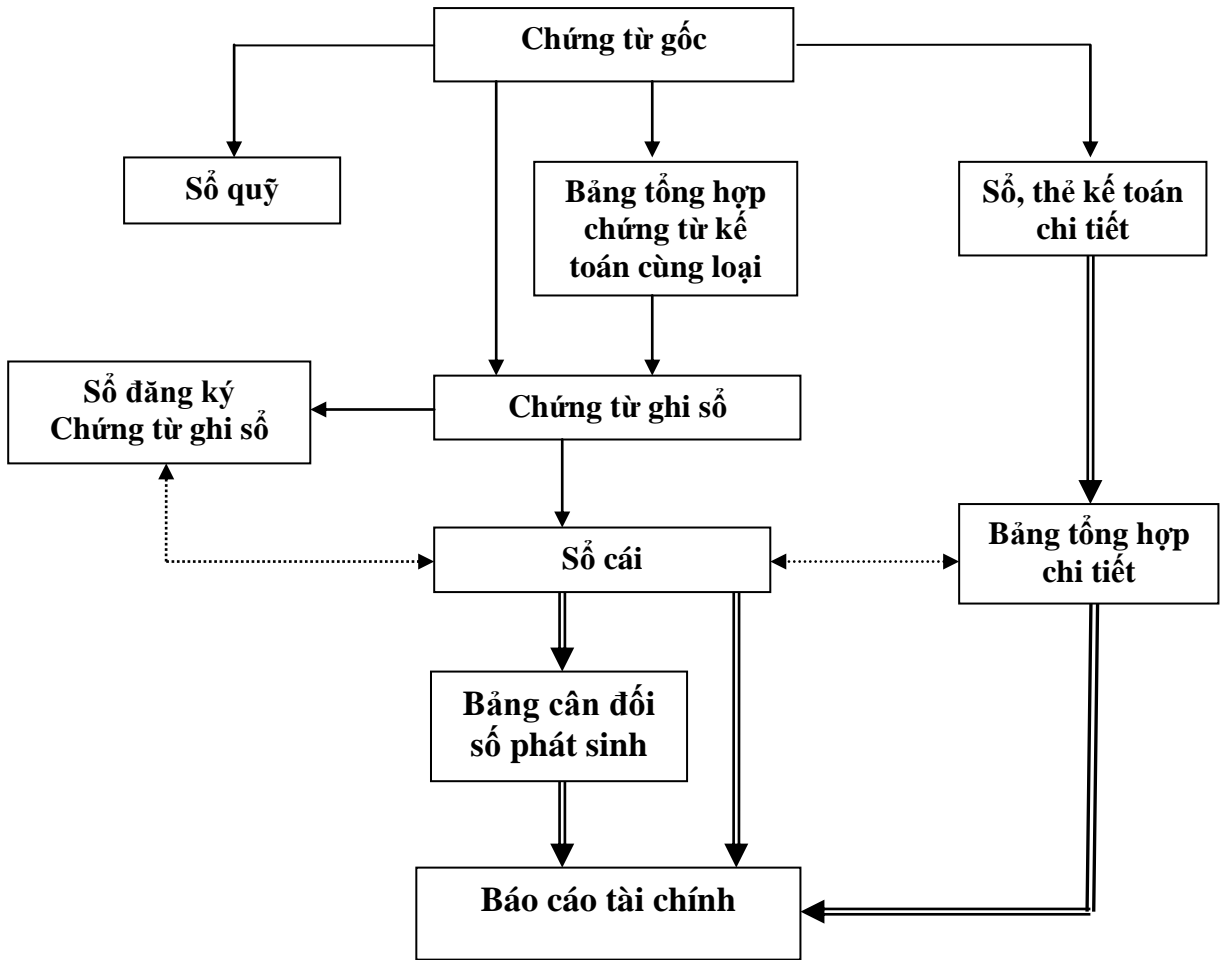 Chứng từ gốc
Sổ quỹ
Bảng tổng hợp
chứng từ kế
toán cùng loại
Sổ, thẻ kế toán
chi tiết
Sổ đăng ký
Chứng từ ghi sổ
Chứng từ ghi sổ
Sổ cái
Bảng tổng hợp
chi tiết
Bảng cân đối
số phát sinh
Báo cáo tài chính